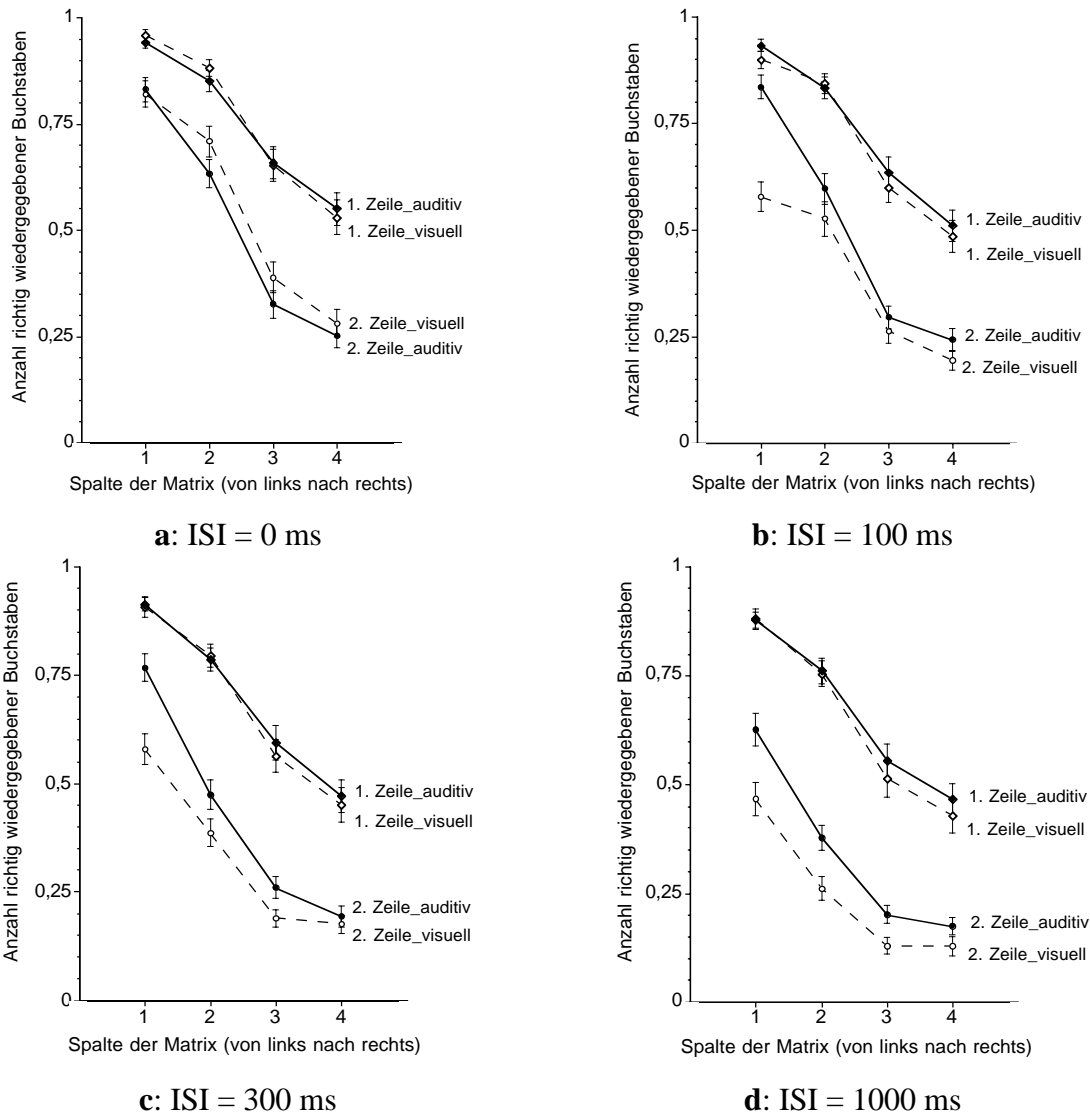 1
0,75
0,5
0,25
0
Anzahl richtig wiedergegebener Buchstaben
1. Zeile_auditiv
1. Zeile_visuell
2. Zeile_visuell
2. Zeile_auditiv
1 2 3 4
Spalte der Matrix (von links nach rechts)
a: ISI = 0 ms
1
0,75
0,5
0,25
0
Anzahl richtig wiedergegebener Buchstaben
1. Zeile_auditiv
1. Zeile_visuell
2. Zeile_auditiv
2. Zeile_visuell
1 2 3 4
Spalte der Matrix (von links nach rechts)
b: ISI = 100 ms
1
0,75
0,5
0,25
0
Anzahl richtig wiedergegebener Buchstaben
1. Zeile_auditiv
1. Zeile_visuell
2. Zeile_auditiv
2. Zeile_visuell
1 2 3 4
Spalte der Matrix (von links nach rechts)
c: ISI = 300 ms
1
0,75
0,5
0,25
0
Anzahl richtig wiedergegebener Buchstaben
1. Zeile_auditiv
1. Zeile_visuell
2. Zeile_auditiv
2. Zeile_visuell
1 2 3 4
Spalte der Matrix (von links nach rechts)
d: ISI = 1000 ms